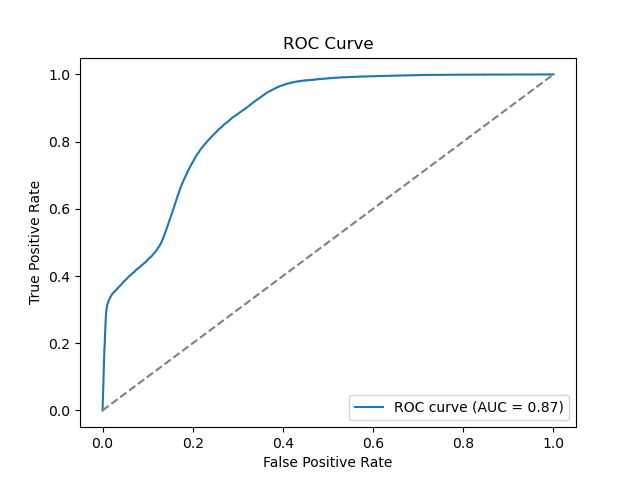 ROC Curve
1.0
0.8
0.6
0.4
0.2
0.0
True Positive Rate
ROC curve (AUC = 0.87)
0.0 0.2 0.4 0.6 0.8 1.0
False Positive Rate